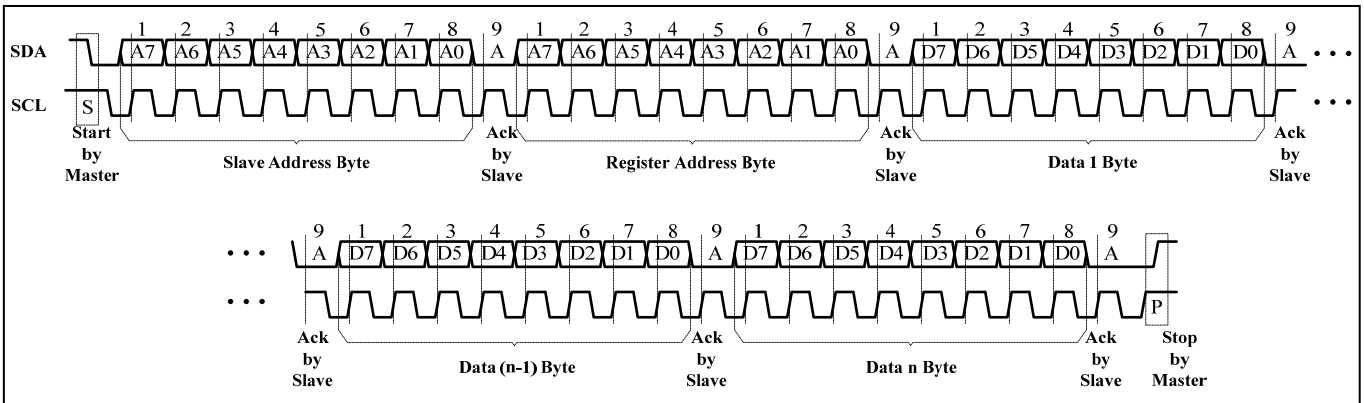 1 2 3 4 5 6 7 8 9 1 2 3 4 5 6 7 8 9 1 2 3 4 5 6 7 8 9
SDA A7 A6 A5 A4 A3 A2 A1 A0 A A7 A6 A5 A4 A3 A2 A1 A0 A D7 D6 D5 D4 D3 D2 D1 D0 A • • •
SCL S • • •
Start by Master
Slave Address Byte
Ack by Slave
Register Address Byte
Ack by Slave
Data 1 Byte
Ack by Slave
9 1 2 3 4 5 6 7 8 9 1 2 3 4 5 6 7 8 9
• • • A D7 D6 D5 D4 D3 D2 D1 D0 A D7 D6 D5 D4 D3 D2 D1 D0 A
• • • P
Ack by Slave
Data (n-1) Byte
Ack by Slave
Data n Byte
Ack by Slave
Stop by Master